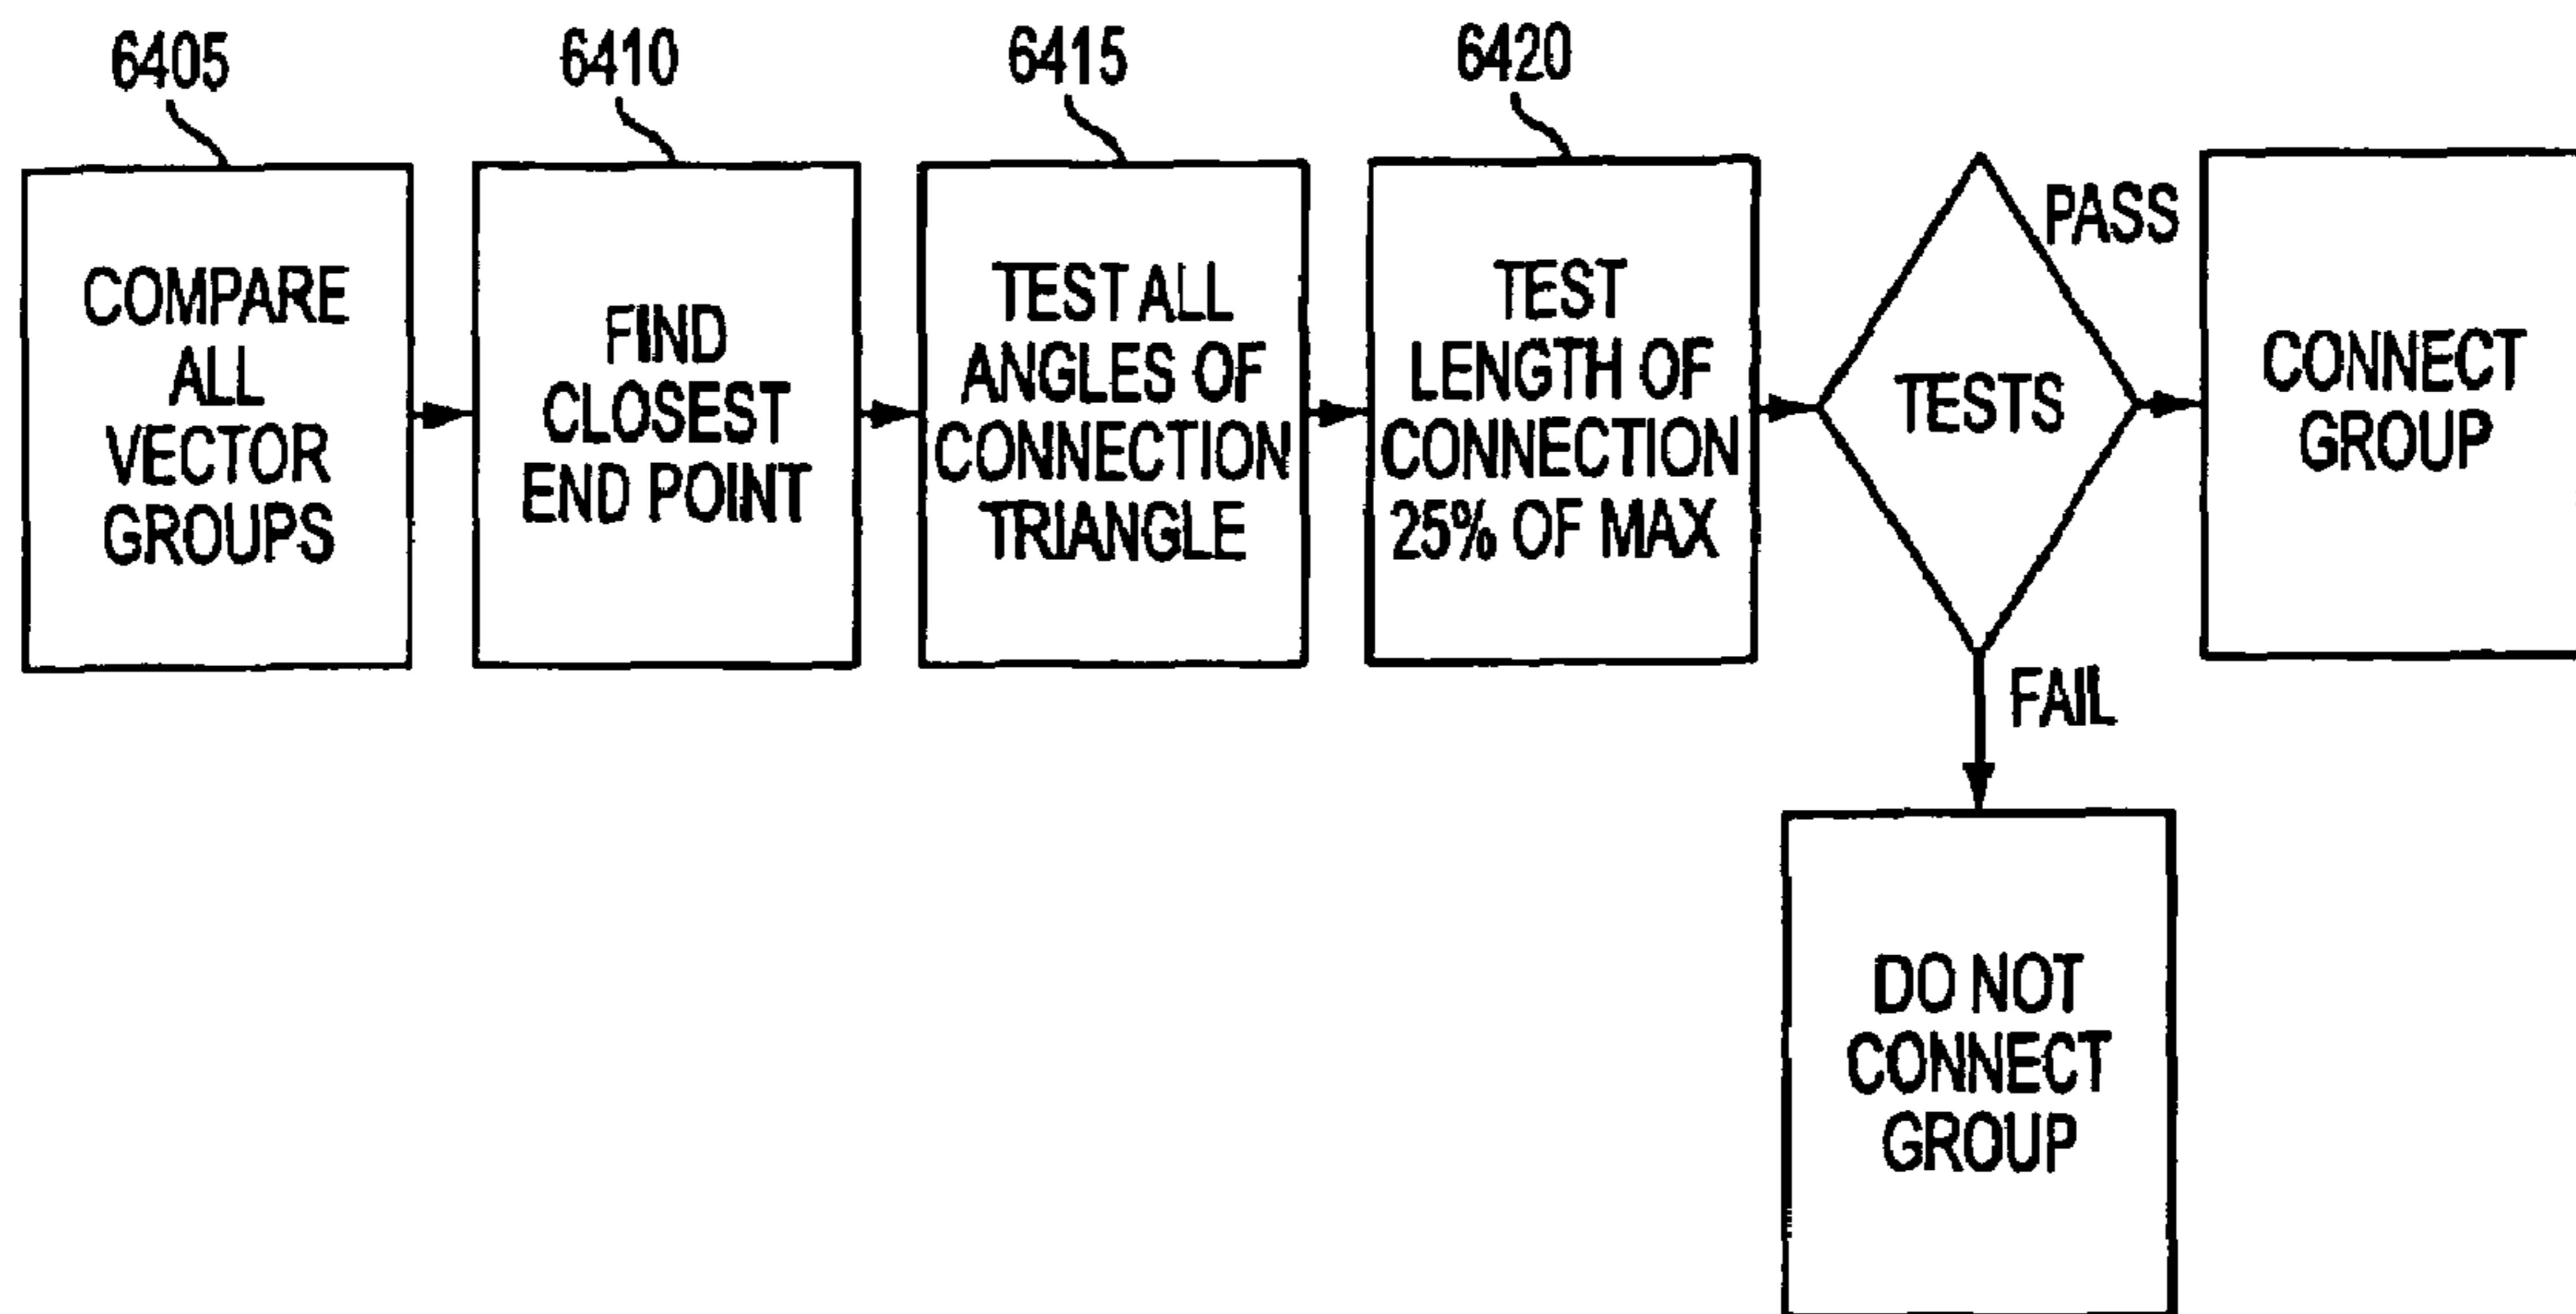 6405
6410
6415
6420
COMPARE
ALL
VECTOR
GROUPS
FIND
CLOSEST
END POINT
TEST ALL
ANGLES OF
CONNECTION
TRIANGLE
TEST
LENGTH OF
CONNECTION
25% OF MAX
TESTS
PASS
CONNECT
GROUP
FAIL
DO NOT
CONNECT
GROUP